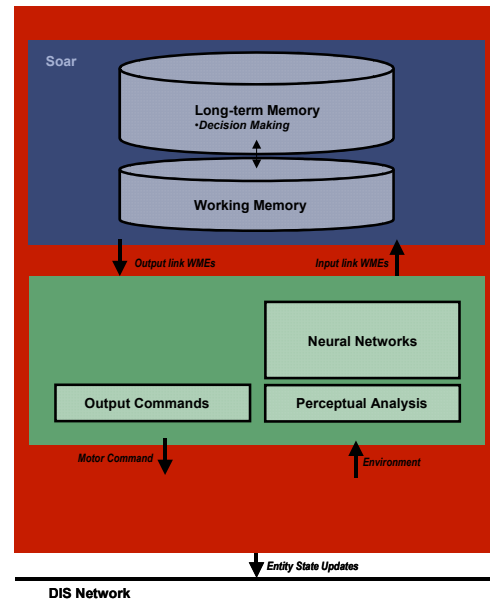 Soar
Long-term Memory
•Decision Making
Working Memory
Output link WMEs
Input link WMEs
Neural Networks
Output Commands
Perceptual Analysis
Motor Command
Environment
Entity State Updates
DIS Network